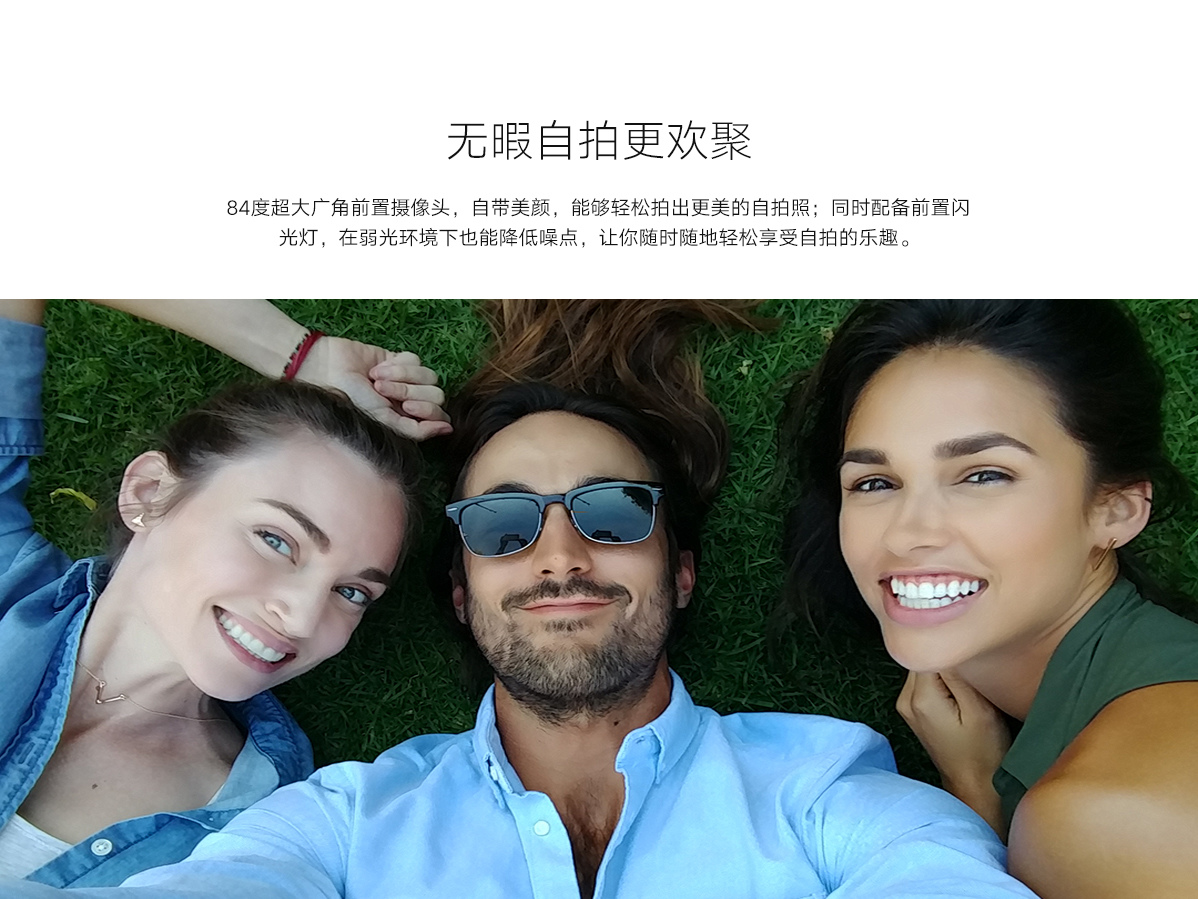 无暇自拍更欢聚
84度超大广角前置摄像头，自带美颜，能够轻松拍出更美的自拍照；同时配备前置闪
光灯，在弱光环境下也能降低噪点，让你随时随地轻松享受自拍的乐趣。